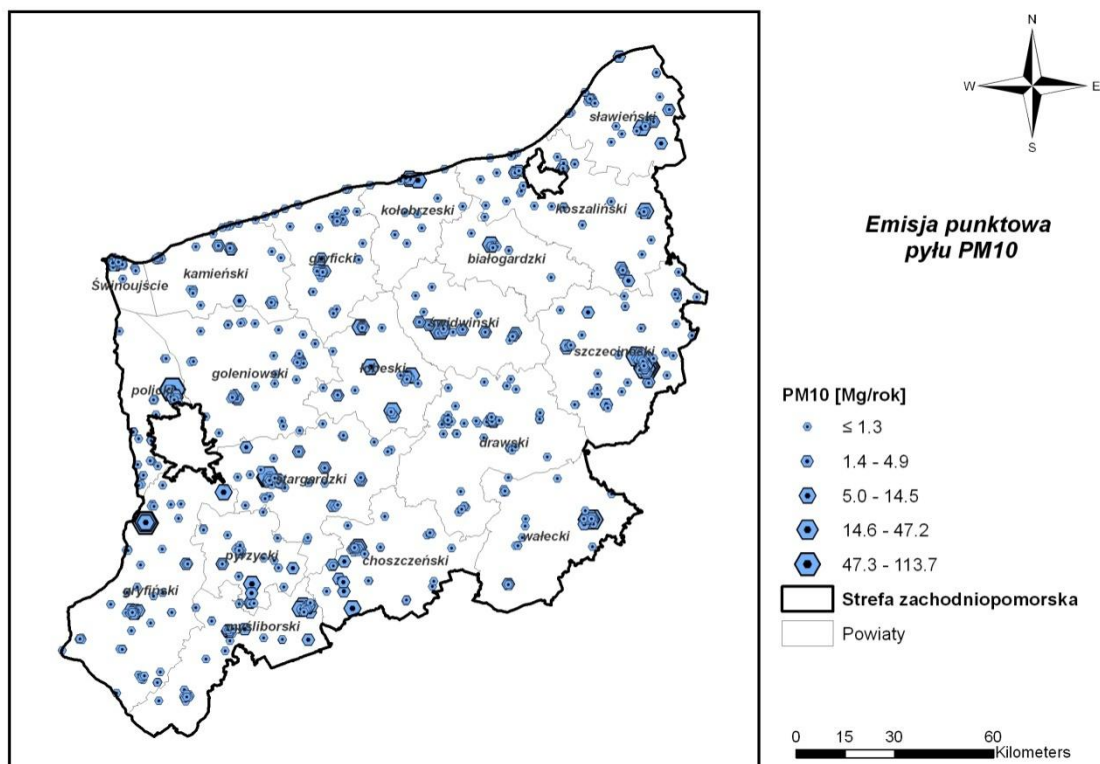 N
W E
S
Emisja punktowa
pyłu PM10
sławieński
kołobrzeski
koszaliński
gryficki
białogardzki
Świnoujście
kamieński
świdwiński
szczecinecki
goleniowski
łobeski
policki
drawski
Stargardzki
wałecki
pyrzycki
choszczeński
gryfiński
myśliborski
PM10 [Mg/rok]
≤ 1.3
1.4 - 4.9
5.0 - 14.5
14.6 - 47.2
47.3 - 113.7
Strefa zachodniopomorska
Powiaty
0 15 30 60
Kilometers